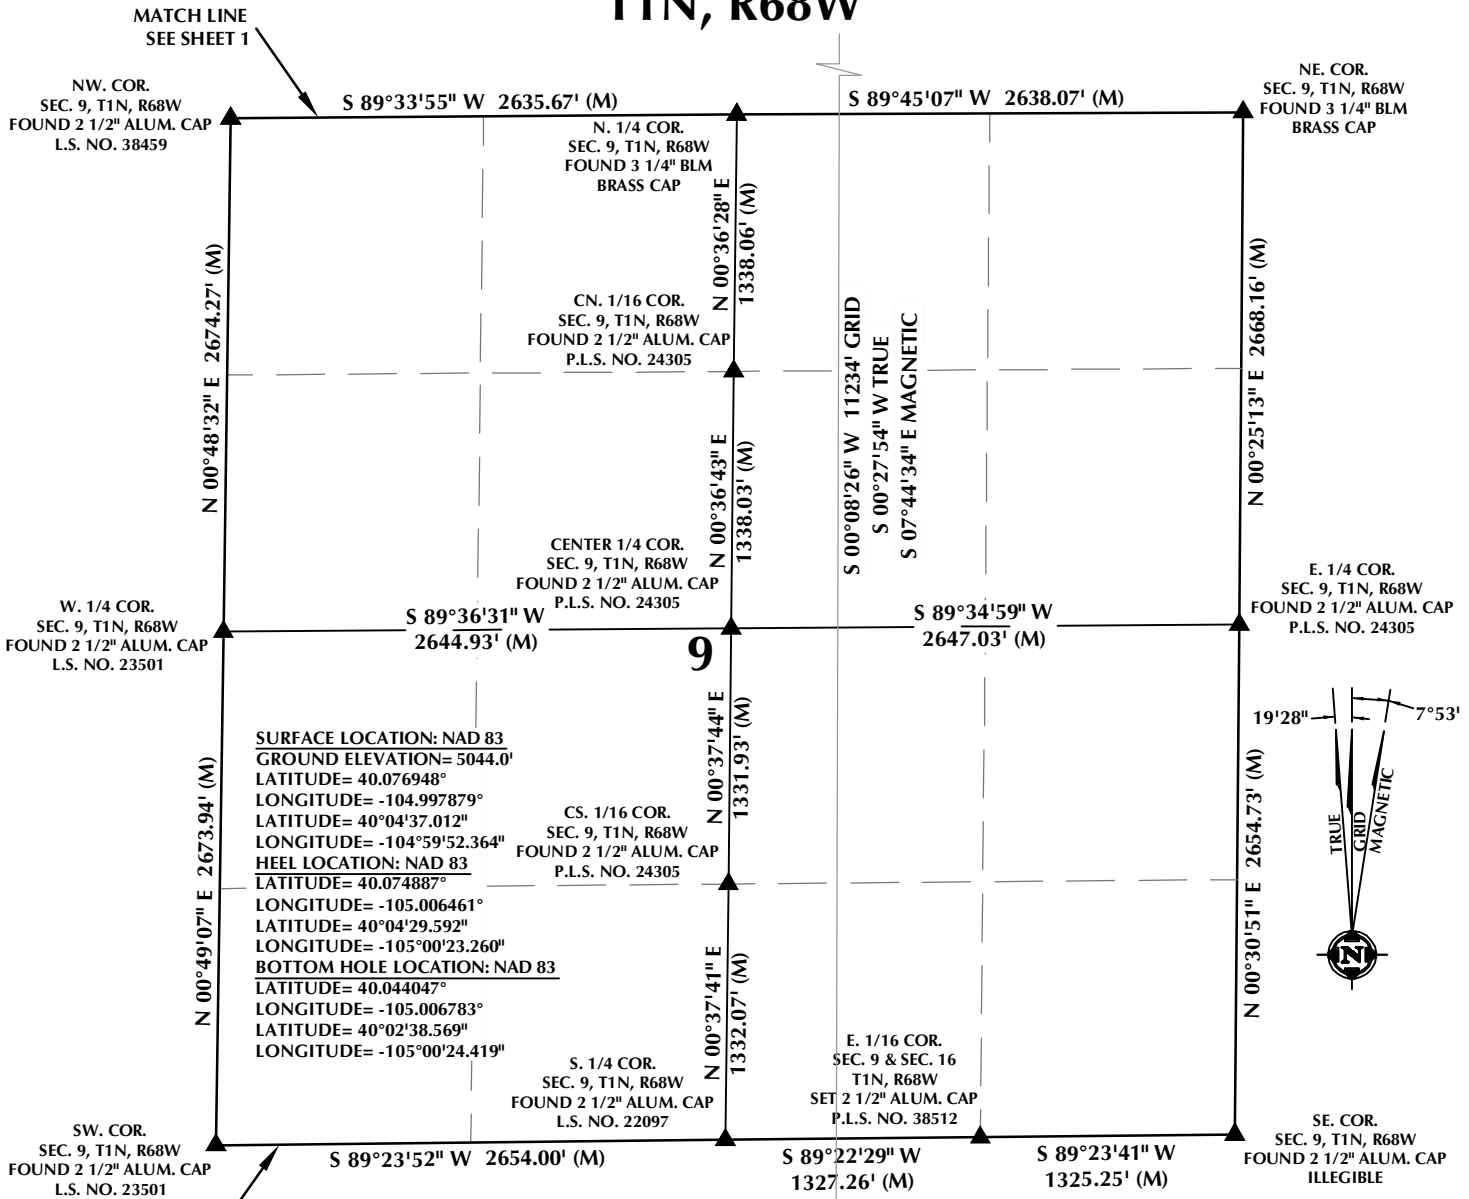 T1N, R68W
MATCH LINE
SEE SHEET 1
NW. COR.
SEC. 9, T1N, R68W
FOUND 2 1/2" ALUM. CAP
L.S. NO. 38459
S 89°33'55" W 2635.67' (M)
N. 1/4 COR.
SEC. 9, T1N, R68W
FOUND 3 1/4" BLM
BRASS CAP
S 89°45'07" W 2638.07' (M)
NE. COR.
SEC. 9, T1N, R68W
FOUND 3 1/4" BLM
BRASS CAP
N 00°48'32" E 2674.27' (M)
N 00°36'28" E
1338.06' (M)
CN. 1/16 COR.
SEC. 9, T1N, R68W
FOUND 2 1/2" ALUM. CAP
P.L.S. NO. 24305
S 00°08'26" W 11234' GRID
S 00°27'54" W TRUE
S 07°44'34" E MAGNETIC
N 00°25'13" E 2668.16' (M)
N 00°36'43" E
1338.03' (M)
CENTER 1/4 COR.
SEC. 9, T1N, R68W
FOUND 2 1/2" ALUM. CAP
P.L.S. NO. 24305
W. 1/4 COR.
SEC. 9, T1N, R68W
FOUND 2 1/2" ALUM. CAP
L.S. NO. 23501
S 89°36'31" W
2644.93' (M)
9
S 89°34'59" W
2647.03' (M)
E. 1/4 COR.
SEC. 9, T1N, R68W
FOUND 2 1/2" ALUM. CAP
P.L.S. NO. 24305
19'28"
7°53'
TRUE
GRID
MAGNETIC
N
N 00°49'07" E 2673.94' (M)
SURFACE LOCATION: NAD 83
GROUND ELEVATION= 5044.0'
LATITUDE= 40.076948°
LONGITUDE= -104.997879°
LATITUDE= 40°04'37.012"
LONGITUDE= -104°59'52.364"
HEEL LOCATION: NAD 83
LATITUDE= 40.074887°
LONGITUDE= -105.006461°
LATITUDE= 40°04'29.592"
LONGITUDE= -105°00'23.260"
BOTTOM HOLE LOCATION: NAD 83
LATITUDE= 40.044047°
LONGITUDE= -105.006783°
LATITUDE= 40°02'38.569"
LONGITUDE= -105°00'24.419"
N 00°37'44" E
1331.93' (M)
CS. 1/16 COR.
SEC. 9, T1N, R68W
FOUND 2 1/2" ALUM. CAP
P.L.S. NO. 24305
N 00°30'51" E 2654.73' (M)
N 00°37'41" E
1332.07' (M)
S. 1/4 COR.
SEC. 9, T1N, R68W
FOUND 2 1/2" ALUM. CAP
L.S. NO. 22097
E. 1/16 COR.
SEC. 9 & SEC. 16
T1N, R68W
SET 2 1/2" ALUM. CAP
P.L.S. NO. 38512
SW. COR.
SEC. 9, T1N, R68W
FOUND 2 1/2" ALUM. CAP
L.S. NO. 23501
S 89°23'52" W 2654.00' (M)
S 89°22'29" W
1327.26' (M)
S 89°23'41" W
1325.25' (M)
SE. COR.
SEC. 9, T1N, R68W
FOUND 2 1/2" ALUM. CAP
ILLEGIBLE